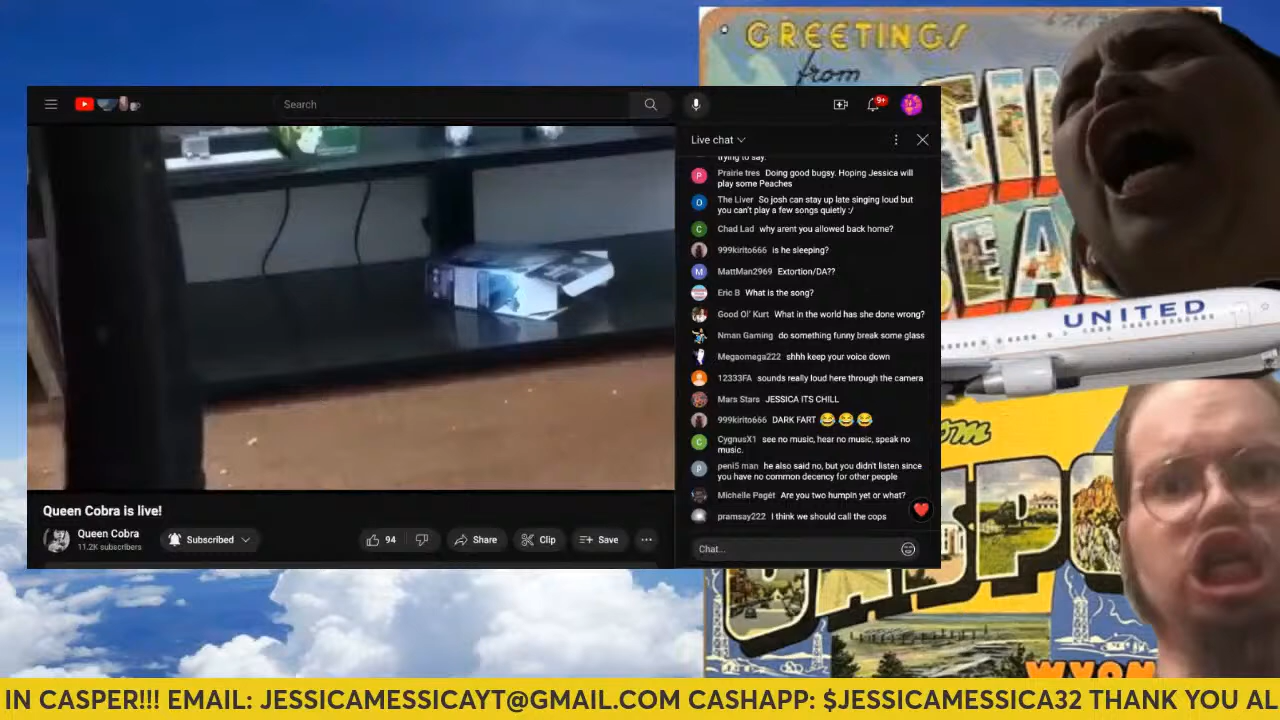 GREETINGS
from
Search
9+
Live chat
trying to say.
Prairie tres Doing good bugsy. Hoping Jessica will
play some Peaches
The Liver So josh can stay up late singing loud but
you can't play a few songs quietly :/
Chad Lad why arent you allowed back home?
999kirito666 is he sleeping?
MattMan2969 Extortion/DA??
Eric B What is the song?
Good Ol' Kurt What in the world has she done wrong?
Nman Gaming do something funny break some glass
Megaomega222 shhh keep your voice down
12333FA sounds really loud here through the camera
Mars Stars JESSICA ITS CHILL
999kirito666 DARK FART 😂 😂 😂
CygnusX1 see no music, hear no music, speak no
music.
peni5 man he also said no, but you didn't listen since
you have no common decency for other people
Michelle Paget Are you two humpin yet or what?
pramsay222 I think we should call the cops
Chat...
Queen Cobra is live!
Queen Cobra
11.2K subscribers
Subscribed
94
Share
Clip
Save
UNITED
WYOM
IN CASPER!!! EMAIL: JESSICAMESSICAYT@GMAIL.COM CASHAPP: $JESSICAMESSICA32 THANK YOU AL